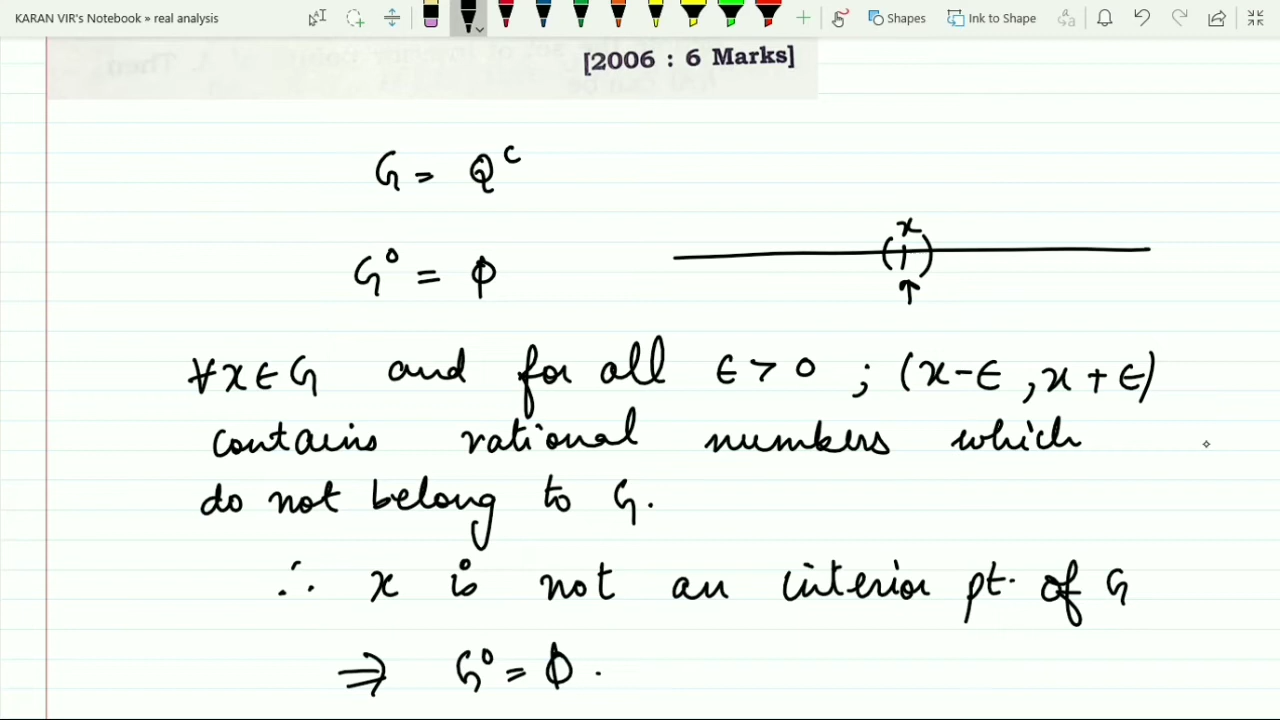 KARAN VIR's Notebook » real analysis
Shapes
Ink to Shape
[2006 : 6 Marks]
G = Q^c
x
G° = φ
( | )
↑
∀x∈G and for all ϵ > 0 ; (x-ϵ , x+ϵ)
contains rational numbers which
do not belong to G.
∴ x is not an interior pt. of G
⇒ G° = φ .